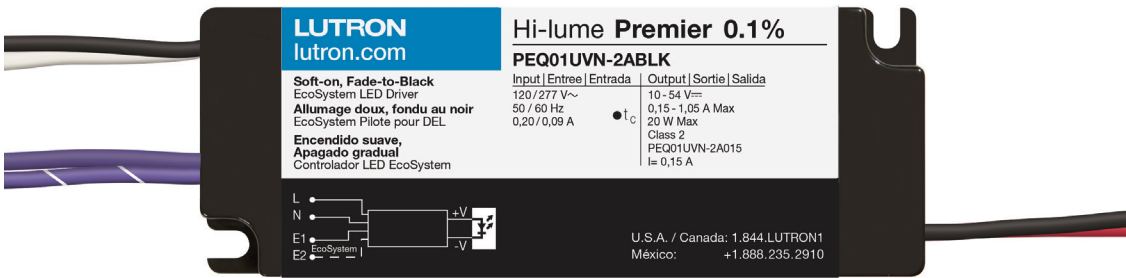 LUTRON
lutron.com
Soft-on, Fade-to-Black
EcoSystem LED Driver
Allumage doux, fondu au noir
EcoSystem Pilote pour DEL
Encendido suave,
Apagado gradual
Controlador LED EcoSystem
Hi-lume Premier 0.1%
PEQ01UVN-2ABLK
Input | Entree | Entrada
120/277 V~
50 / 60 Hz
0,20 / 0,09 A
● tc
Output | Sortie | Salida
10 - 54 V⎓
0,15 - 1,05 A Max
20 W Max
Class 2
PEQ01UVN-2A015
I= 0,15 A
L
N
E1
EcoSystem
E2
+V
-V
U.S.A. / Canada: 1.844.LUTRON1
México: +1.888.235.2910